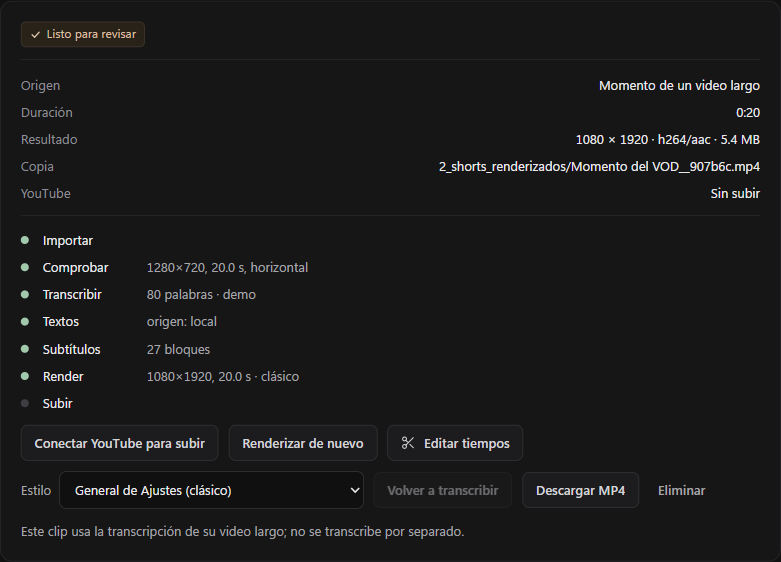 Listo para revisar
Origen Momento de un video largo
Duración 0:20
Resultado 1080 × 1920 · h264/aac · 5.4 MB
Copia 2_shorts_renderizados/Momento del VOD__907b6c.mp4
YouTube Sin subir
Importar
Comprobar 1280×720, 20.0 s, horizontal
Transcribir 80 palabras · demo
Textos origen: local
Subtítulos 27 bloques
Render 1080×1920, 20.0 s · clásico
Subir
Conectar YouTube para subir Renderizar de nuevo Editar tiempos
Estilo General de Ajustes (clásico) Volver a transcribir Descargar MP4 Eliminar
Este clip usa la transcripción de su video largo; no se transcribe por separado.